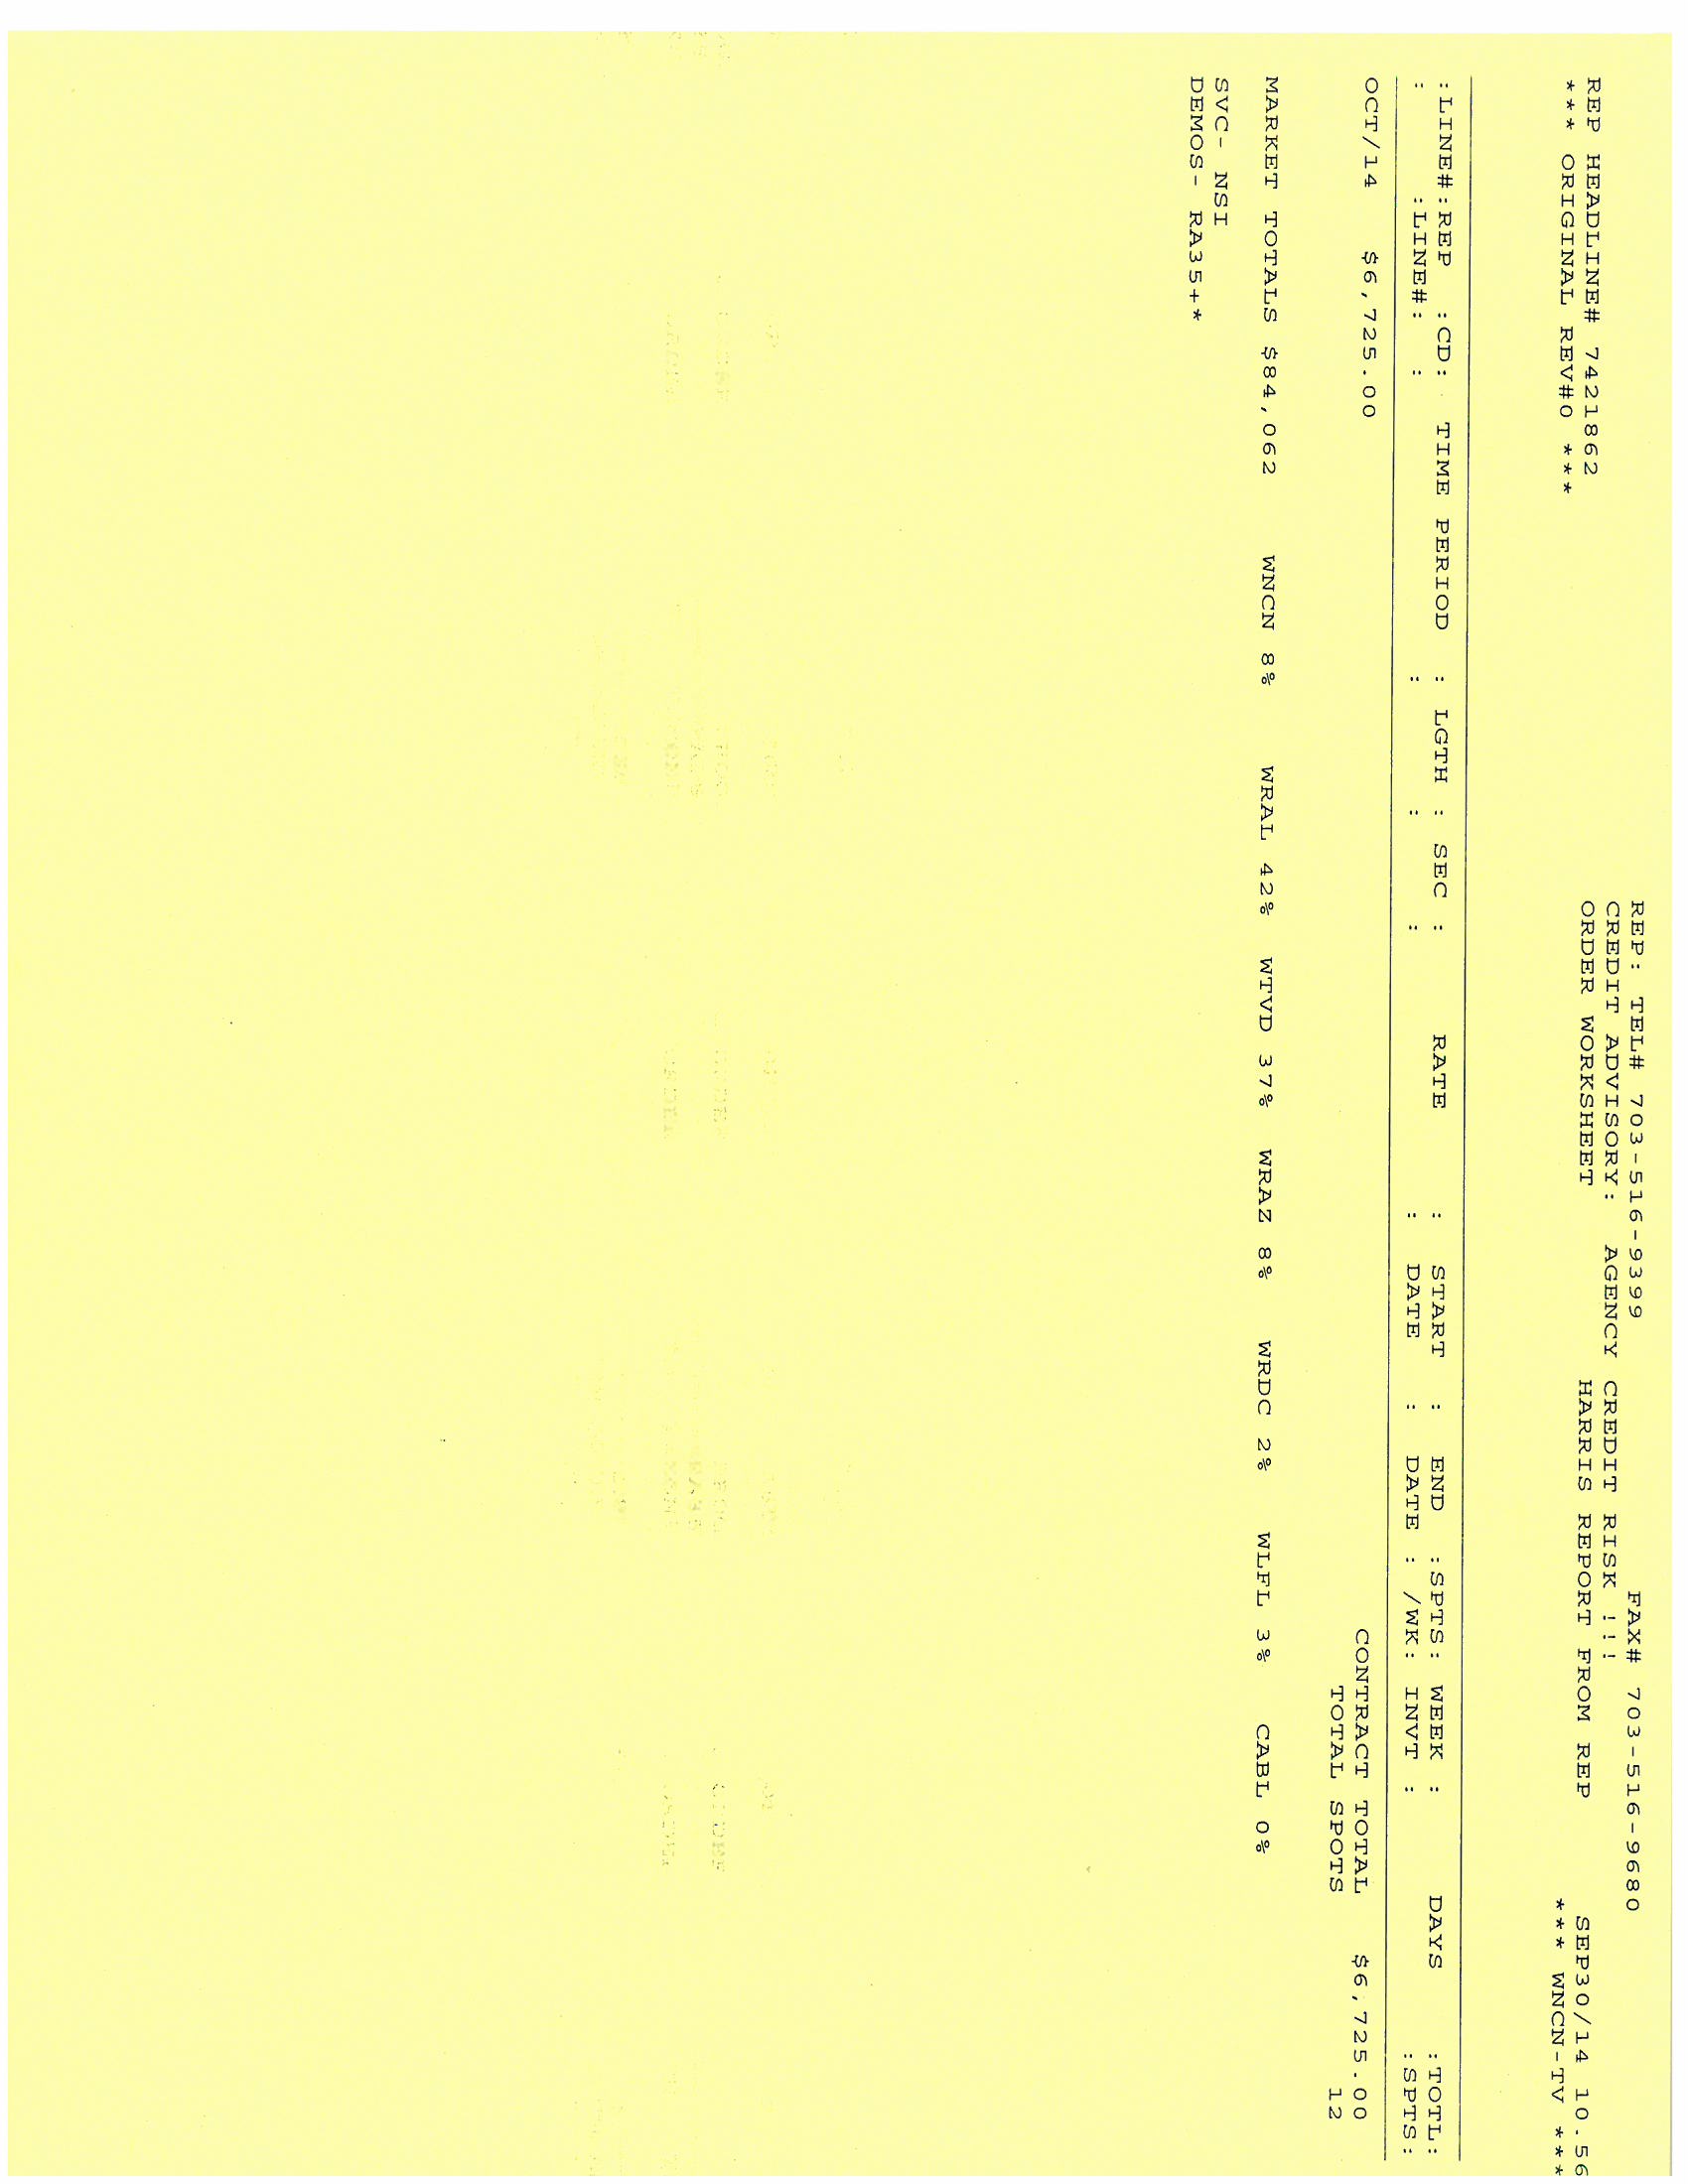 REP: TEL# 703-516-9399 FAX# 703-516-9680
CREDIT ADVISORY: AGENCY CREDIT RISK !!!
REP HEADLINE# 7421862 ORDER WORKSHEET HARRIS REPORT FROM REP SEP30/14 10.56
*** ORIGINAL REV#0 *** *** WNCN-TV ***
:LINE#:REP :CD: TIME PERIOD : LGTH : SEC : RATE : START : END :SPTS: WEEK : DAYS :TOTL:
: :LINE#: : : : : : DATE : DATE : /WK: INVT : :SPTS:
OCT/14 $6,725.00 CONTRACT TOTAL $6,725.00
TOTAL SPOTS 12
MARKET TOTALS $84,062 WNCN 8% WRAL 42% WTVD 37% WRAZ 8% WRDC 2% WLFL 3% CABL 0%
SVC- NSI
DEMOS- RA35+*